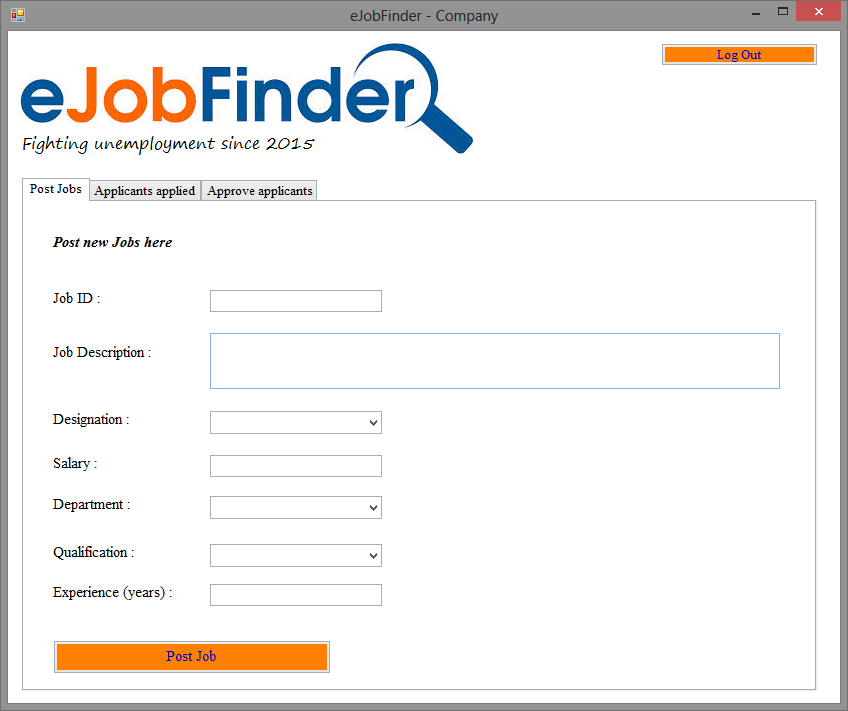 eJobFinder - Company
Log Out
eJobFinder
Fighting unemployment since 2015
Post Jobs
Applicants applied
Approve applicants
Post new Jobs here
Job ID :
Job Description :
Designation :
Salary :
Department :
Qualification :
Experience (years) :
Post Job